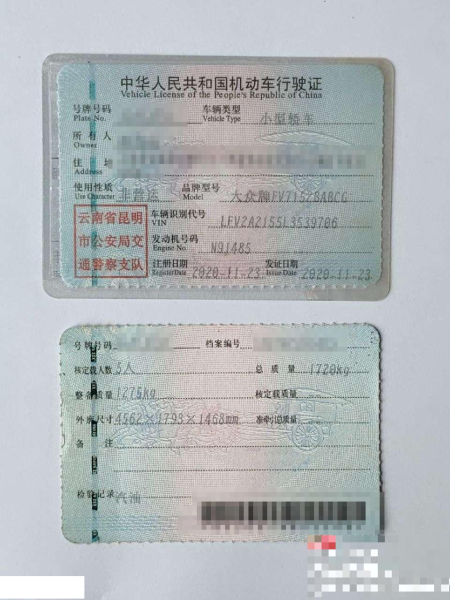 中华人民共和国机动车行驶证
Vehicle License of the People's Republic of China
号牌号码 车辆类型 小型轿车
Plate No. Vehicle Type
所有人
Owner
住址
使用性质 非营运 品牌型号 大众牌FV7152BABCG
Use Character Model
云南省昆明 车辆识别代号 LFV2A2155L3539706
VIN
市公安局交 发动机号码 N91485
Engine No.
通警察支队 注册日期 2020.11.23 发证日期 2020.11.23
Register Date Issue Date
号牌号码 档案编号
核定载人数 5人 总质量 1720kg
整备质量 1275kg 核定载质量
外廓尺寸 4562×1793×1468mm 准牵引总质量
备注
检验记录 汽油